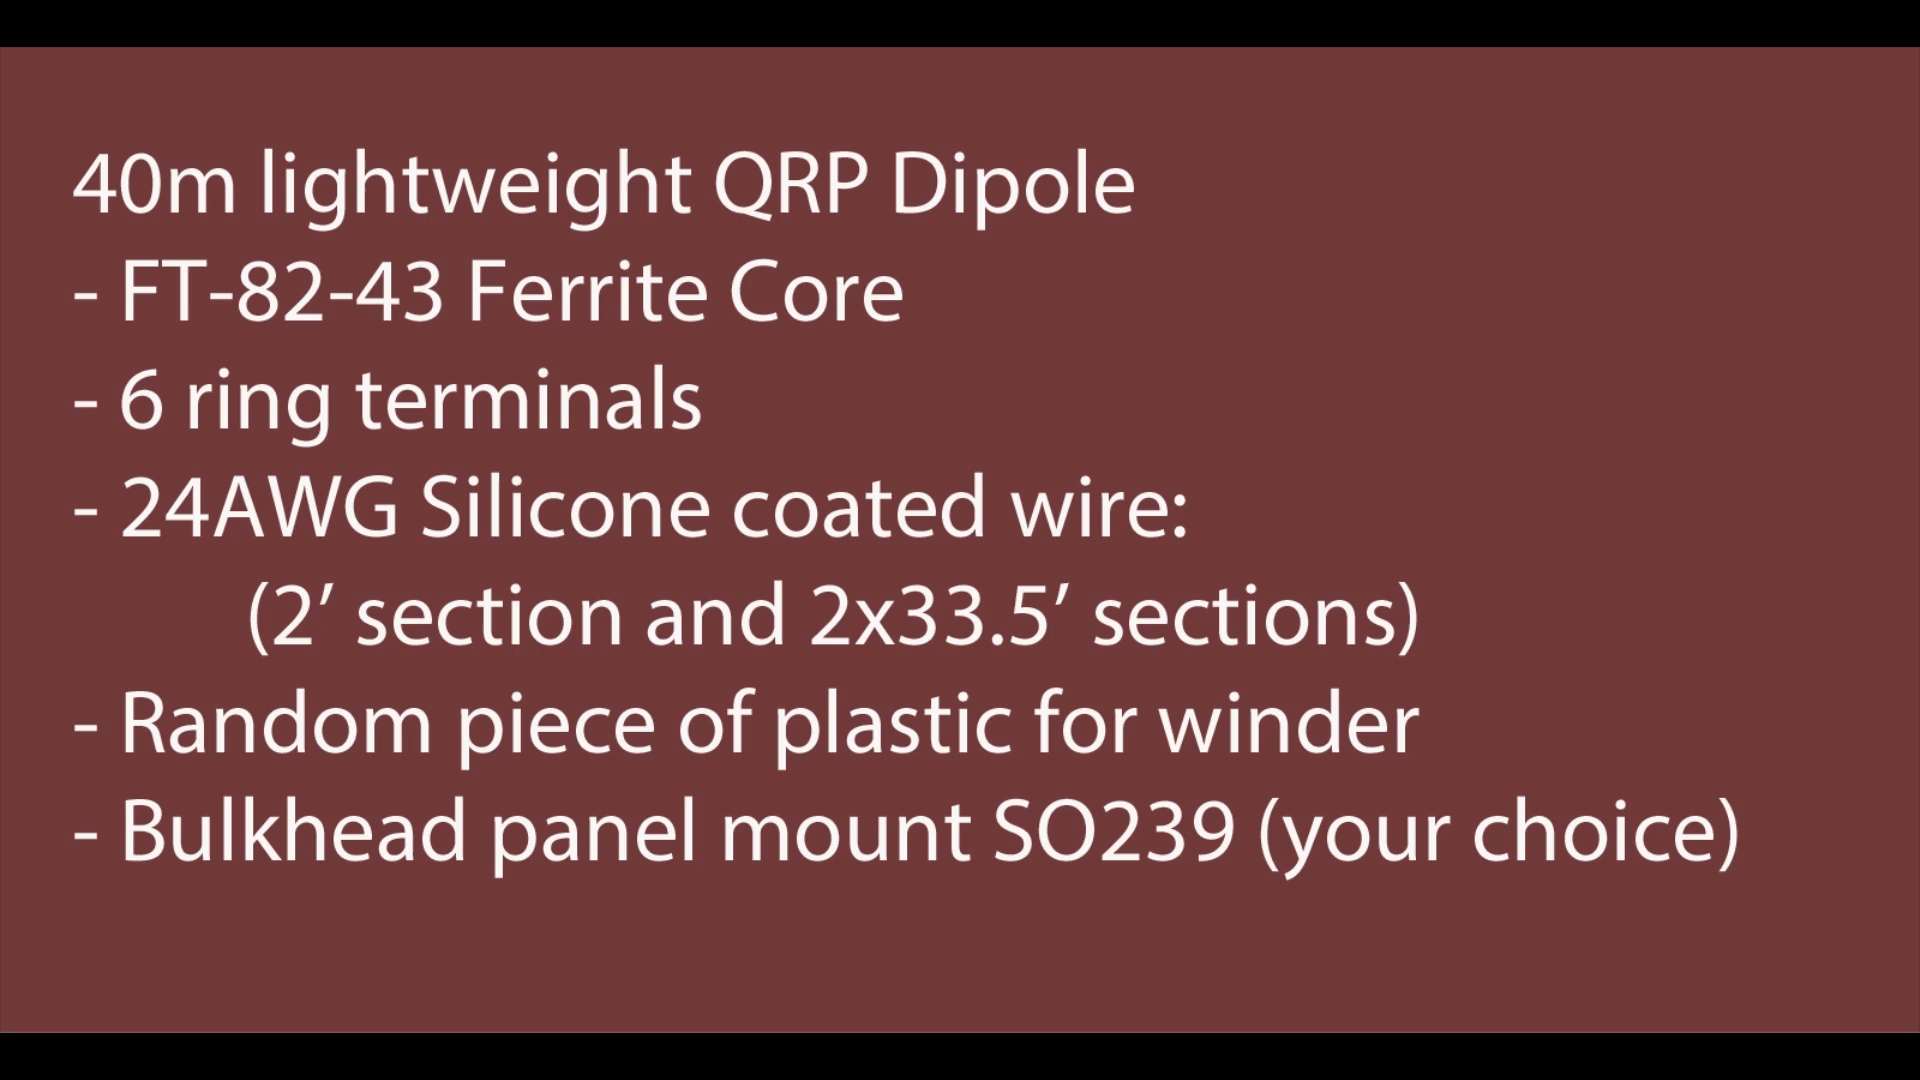 40m lightweight QRP Dipole
- FT-82-43 Ferrite Core
- 6 ring terminals
- 24AWG Silicone coated wire:
(2’ section and 2x33.5’ sections)
- Random piece of plastic for winder
- Bulkhead panel mount SO239 (your choice)